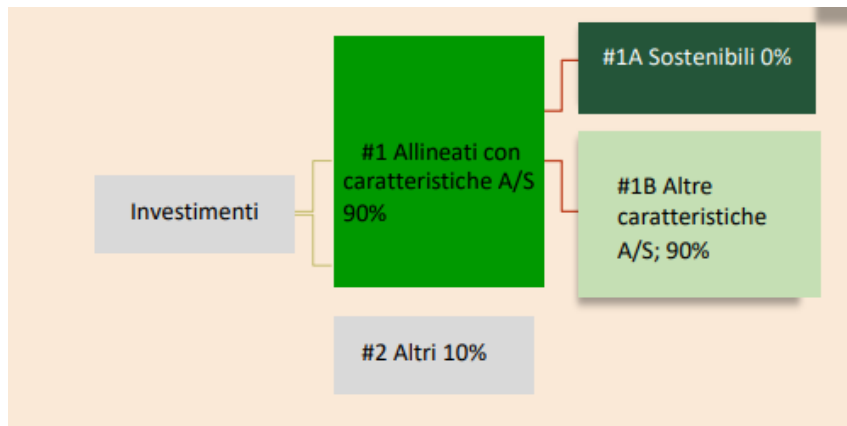 #1A Sostenibili 0%
#1 Allineati con
caratteristiche A/S
90%
Investimenti
#1B Altre
caratteristiche
A/S; 90%
#2 Altri 10%